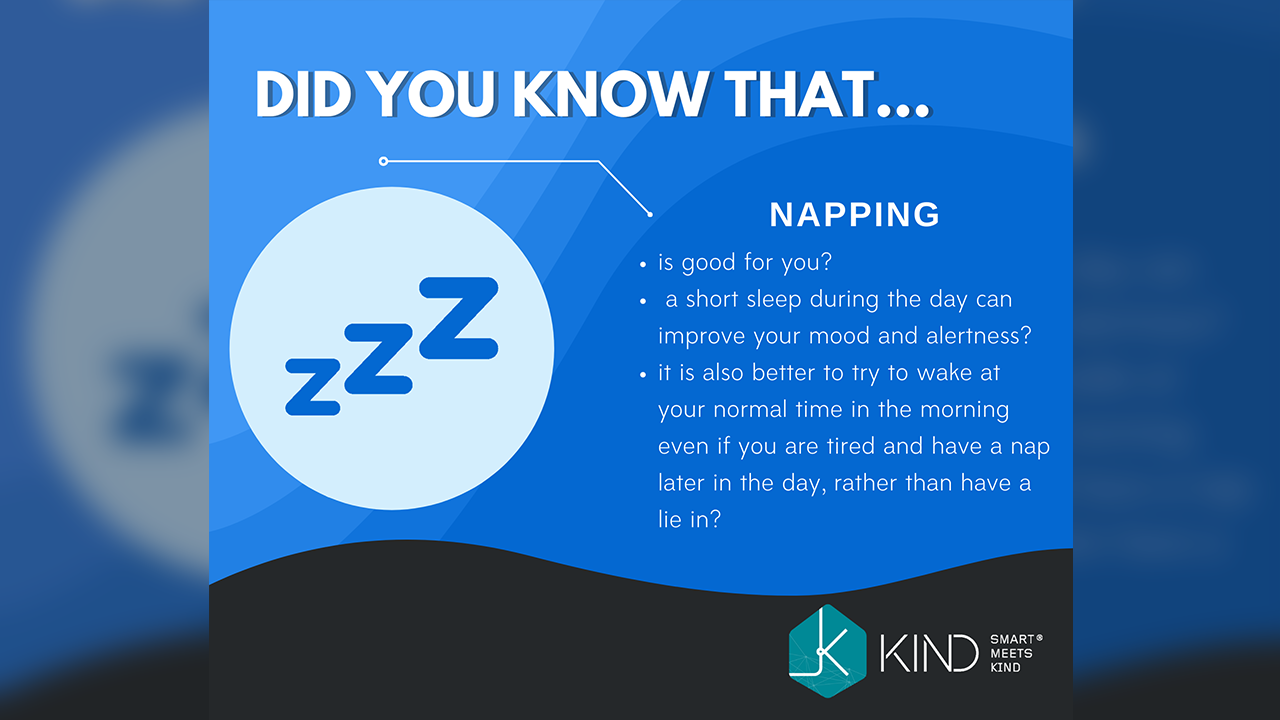 DID YOU KNOW THAT...
zzz
NAPPING
• is good for you?
• a short sleep during the day can
improve your mood and alertness?
• it is also better to try to wake at
your normal time in the morning
even if you are tired and have a nap
later in the day, rather than have a
lie in?
K KIND SMART®
MEETS
KIND